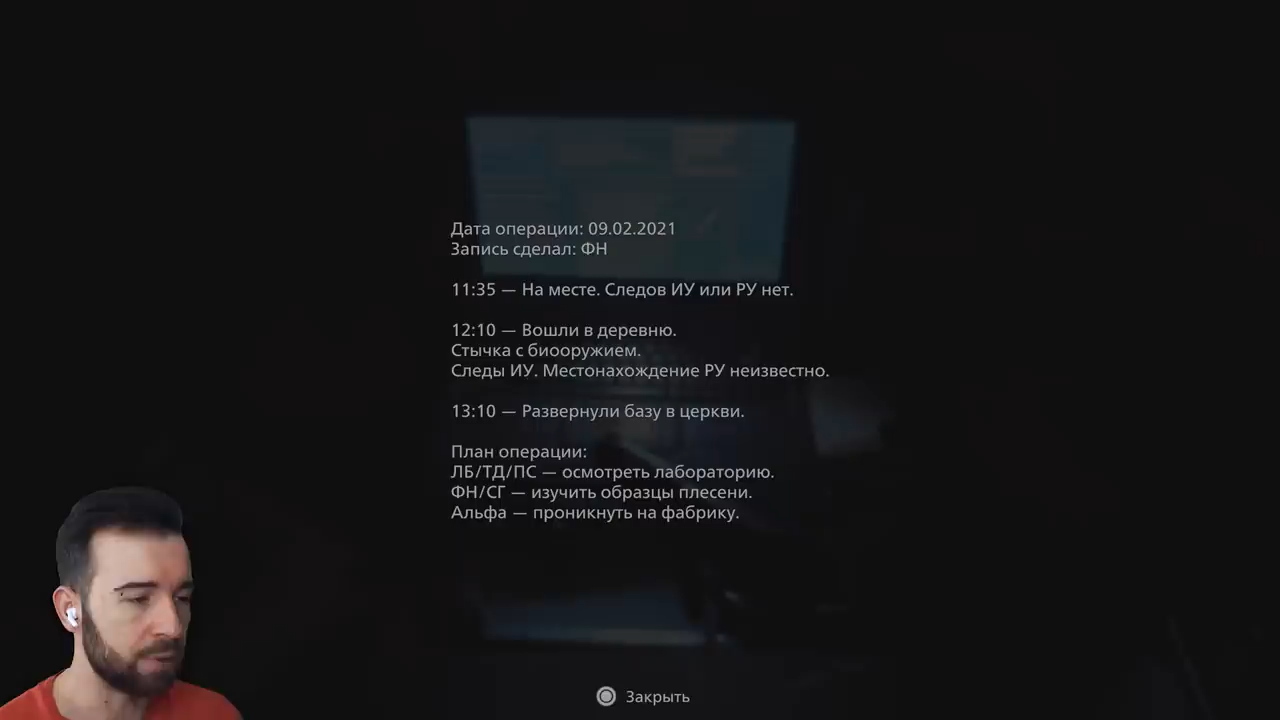 Дата операции: 09.02.2021
Запись сделал: ФН
11:35 — На месте. Следов ИУ или РУ нет.
12:10 — Вошли в деревню.
Стычка с биооружием.
Следы ИУ. Местонахождение РУ неизвестно.
13:10 — Развернули базу в церкви.
План операции:
ЛБ/ТД/ПС — осмотреть лабораторию.
ФН/СГ — изучить образцы плесени.
Альфа — проникнуть на фабрику.
Закрыть